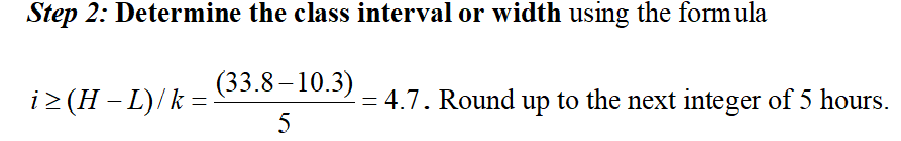 Step 2: Determine the class interval or width using the formula
i ≥ (H – L) / k = (33.8 – 10.3) / 5 = 4.7. Round up to the next integer of 5 hours.